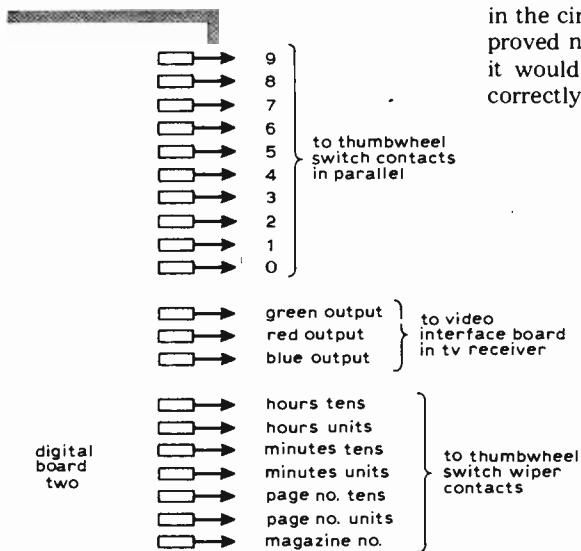 in the cir
proved n
it would
correctly
9
8
7
6
5
4
3
2
1
0
to thumbwheel
switch contacts
in parallel
green output
red output
blue output
to video
interface board
in tv receiver
digital
board
two
hours tens
hours units
minutes tens
minutes units
page no. tens
page no. units
magazine no.
to thumbwheel
switch wiper
contacts